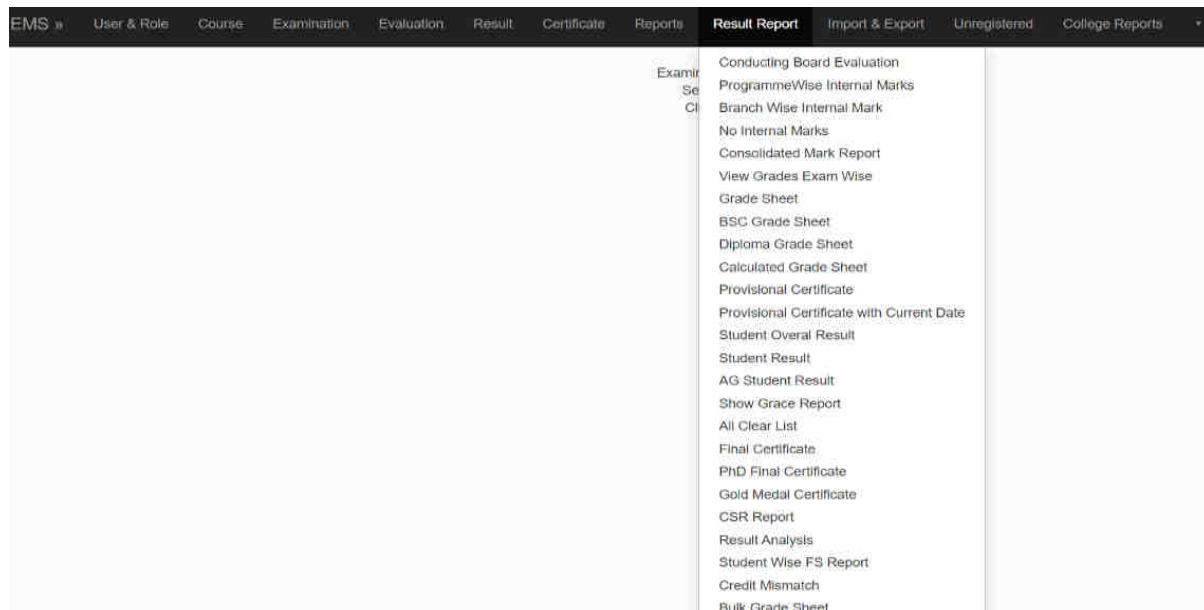 EMS » User & Role Course Examination Evaluation Result Certificate Reports Result Report Import & Export Unregistered College Reports
Examin
Se
Cl
Conducting Board Evaluation
ProgrammeWise Internal Marks
Branch Wise Internal Mark
No Internal Marks
Consolidated Mark Report
View Grades Exam Wise
Grade Sheet
BSC Grade Sheet
Diploma Grade Sheet
Calculated Grade Sheet
Provisional Certificate
Provisional Certificate with Current Date
Student Overal Result
Student Result
AG Student Result
Show Grace Report
All Clear List
Final Certificate
PhD Final Certificate
Gold Medal Certificate
CSR Report
Result Analysis
Student Wise FS Report
Credit Mismatch
Bulk Grade Sheet